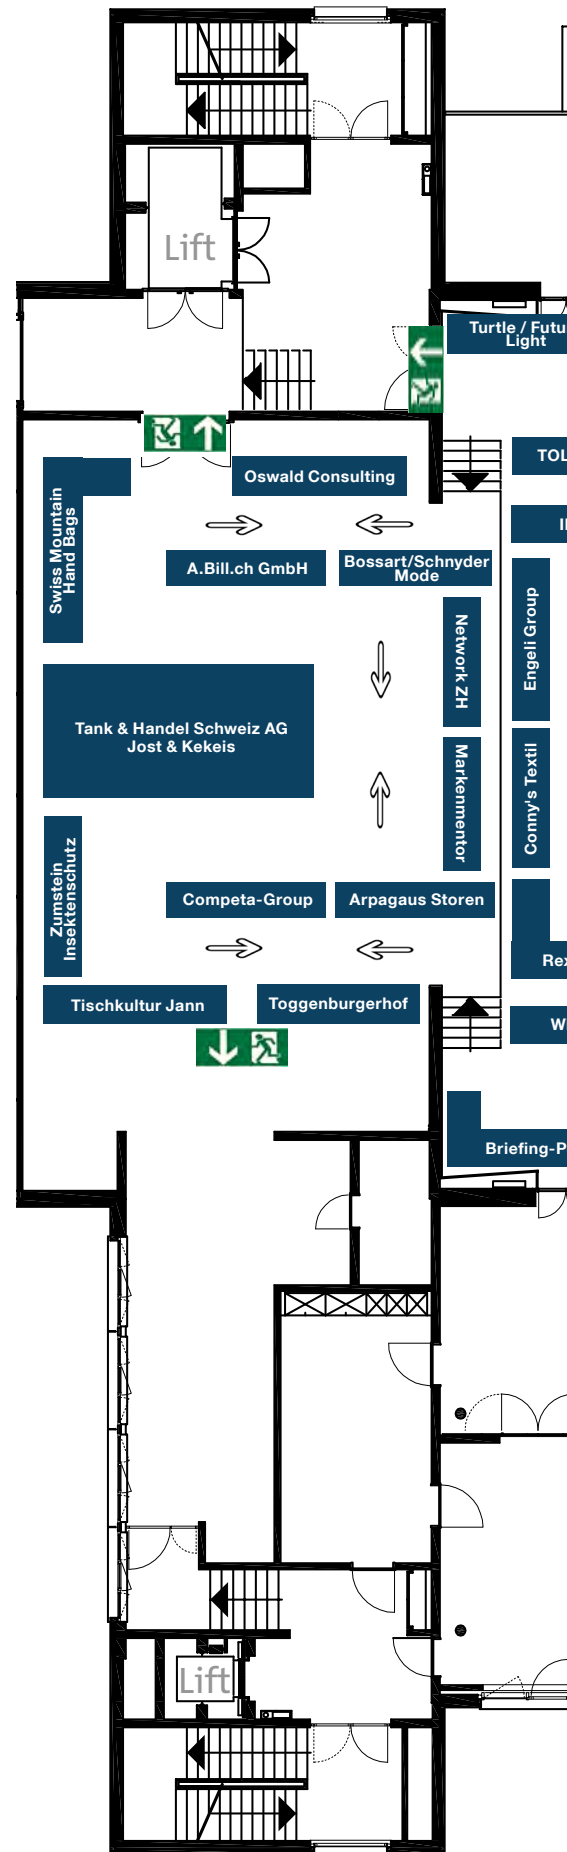 Lift
Turtle / Futu
Light
Oswald Consulting
TOL
Swiss Mountain
Hand Bags
A.Bill.ch GmbH
Bossart/Schnyder
Mode
Network ZH
Engeli Group
Tank & Handel Schweiz AG
Jost & Kekeis
Markenmentor
Conny's Textil
Zumstein
Insektenschutz
Competa-Group
Arpagaus Storen
Rex
Tischkultur Jann
Toggenburgerhof
W
Briefing-P
Lift